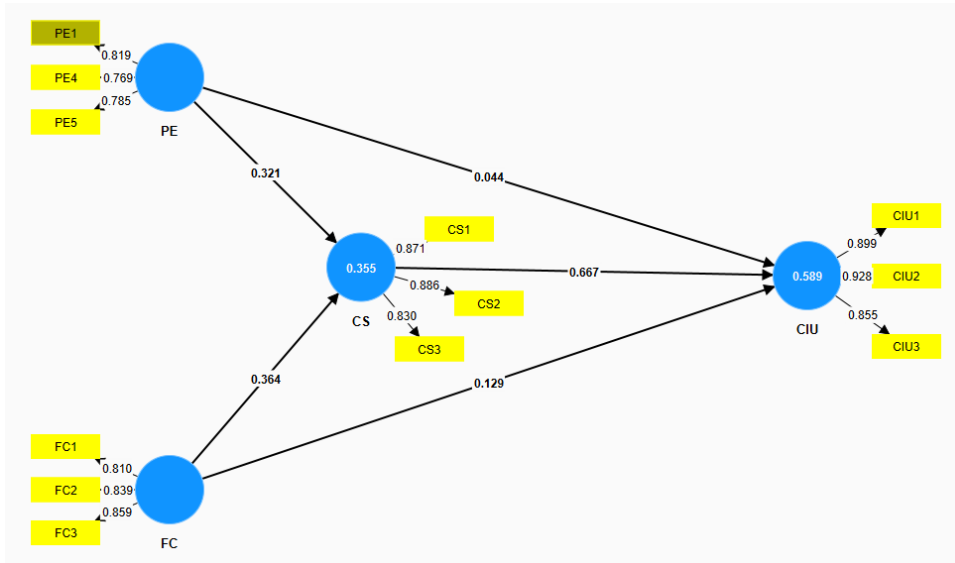 PE1
0.819
PE4
0.769
PE5
0.785
PE
0.321
0.044
CS1
0.871
0.355
0.886
CS2
0.830
CS3
CS
0.667
CIU1
0.899
0.589
0.928
CIU2
0.855
CIU3
CIU
0.364
0.129
FC1
0.810
FC2
0.839
FC3
0.859
FC